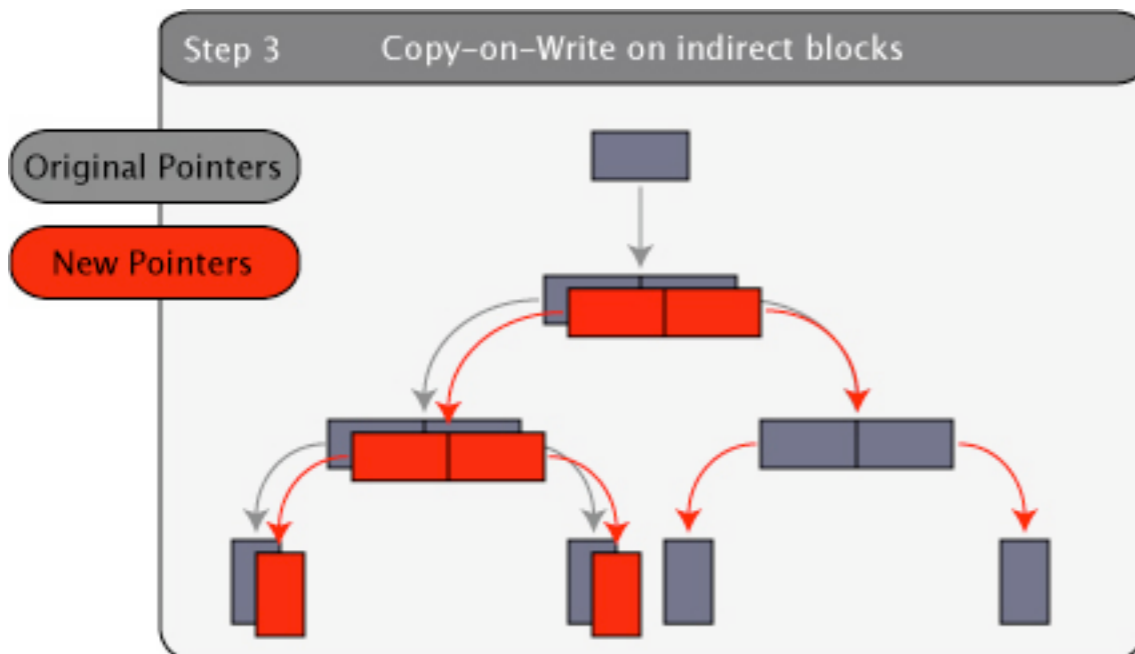 Step 3 Copy-on-Write on indirect blocks
Original Pointers
New Pointers